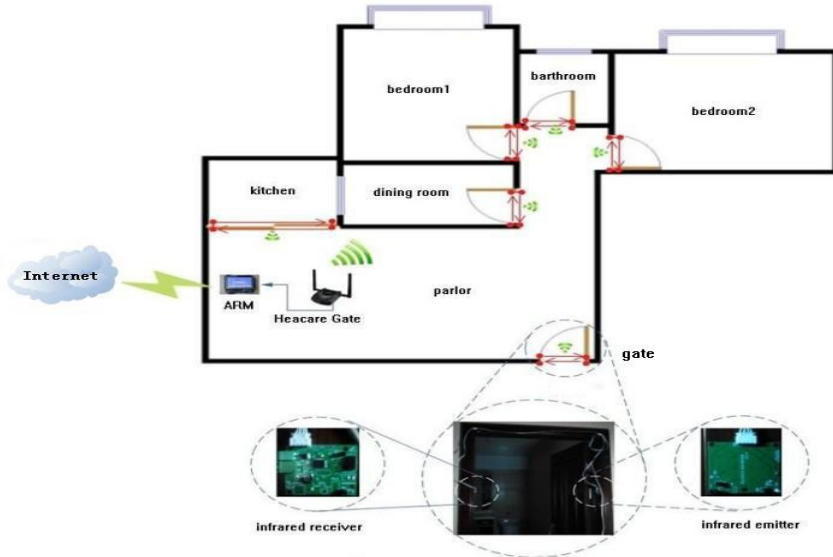 barthroom
bedroom1
bedroom2
kitchen
dining room
Internet
ARM
Heacare Gate
parlor
gate
infrared receiver
infrared emitter